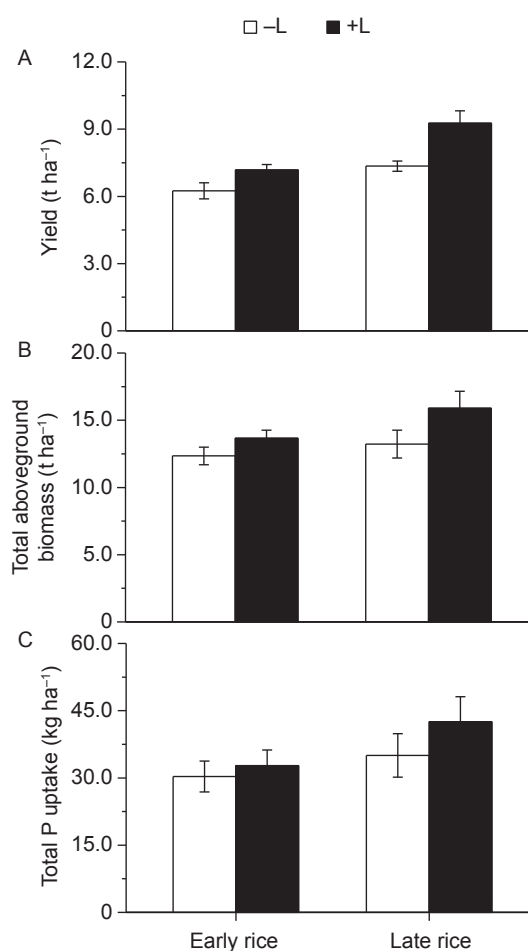 –L +L
A
Yield (t ha⁻¹)
12.0
9.0
6.0
3.0
0
B
Total aboveground
biomass (t ha⁻¹)
20.0
15.0
10.0
5.0
0
C
Total P uptake (kg ha⁻¹)
60.0
45.0
30.0
15.0
0
Early rice Late rice